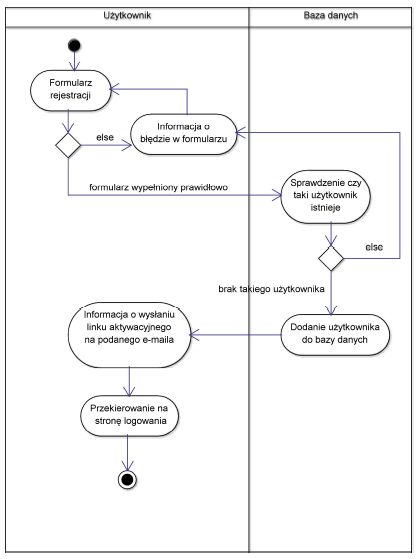 Użytkownik
Baza danych
Formularz
rejestracji
else
Informacja o
błędzie w formularzu
formularz wypełniony prawidłowo
Sprawdzenie czy
taki użytkownik
istnieje
else
brak takiego użytkownika
Informacja o wysłaniu
linku aktywacyjnego
na podanego e-maila
Dodanie użytkownika
do bazy danych
Przekierowanie na
stronę logowania